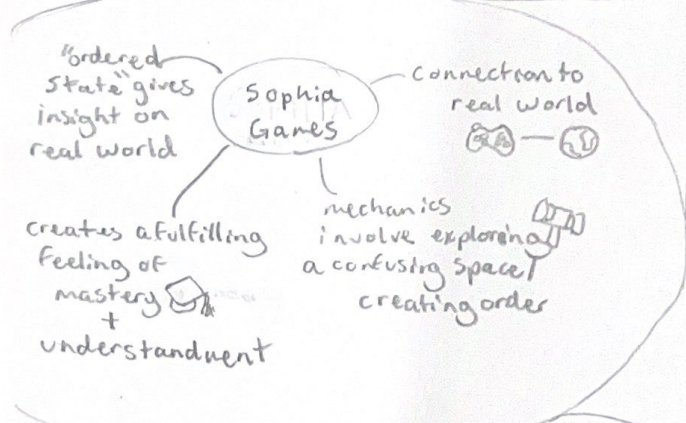 Sophia
Games
"ordered
State" gives
insight on
real world
Connection to
real world
creates a fulfilling
feeling of
mastery
+
understandment
mechanics
involve exploring
a confusing space/
creating order